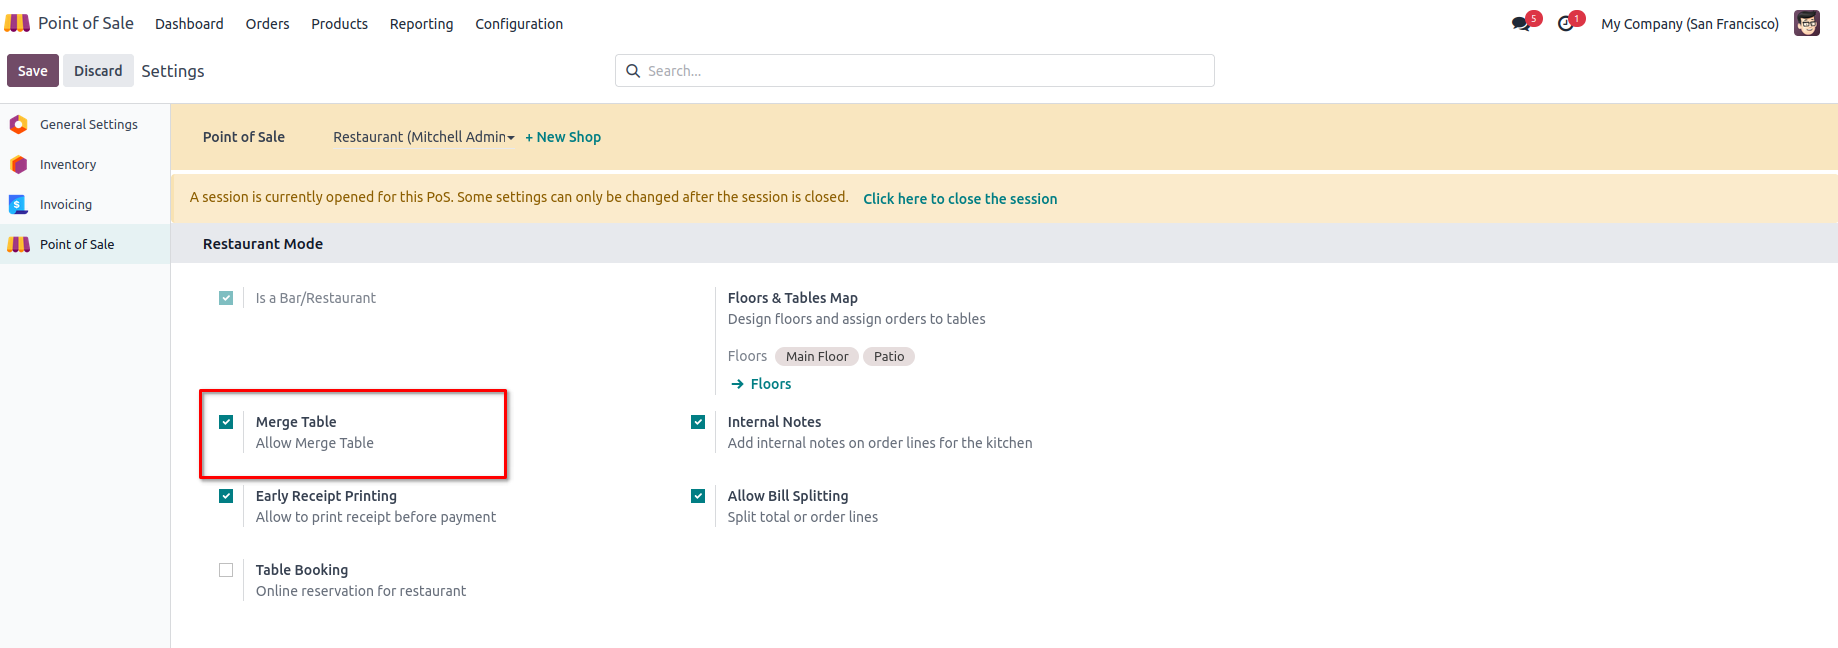 Point of Sale Dashboard Orders Products Reporting Configuration 5 1 My Company (San Francisco)
Save Discard Settings Search...
General Settings
Inventory
Invoicing
Point of Sale
Point of Sale Restaurant (Mitchell Admin + New Shop
A session is currently opened for this PoS. Some settings can only be changed after the session is closed. Click here to close the session
Restaurant Mode
Is a Bar/Restaurant
Floors & Tables Map
Design floors and assign orders to tables
Floors Main Floor Patio
Floors
Merge Table
Allow Merge Table
Internal Notes
Add internal notes on order lines for the kitchen
Early Receipt Printing
Allow to print receipt before payment
Allow Bill Splitting
Split total or order lines
Table Booking
Online reservation for restaurant